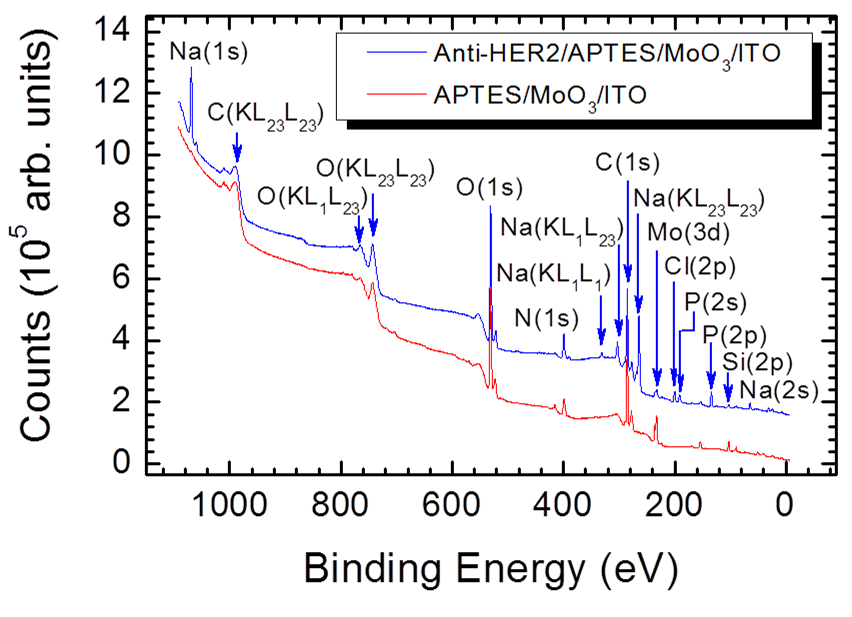 14
12
10
8
6
4
2
0
Counts (10⁵ arb. units)
Anti-HER2/APTES/MoO₃/ITO
APTES/MoO₃/ITO
Na(1s)
C(KL₂₃L₂₃)
O(KL₁L₂₃)
O(KL₂₃L₂₃)
O(1s)
C(1s)
Na(KL₂₃L₂₃)
Na(KL₁L₂₃)
Mo(3d)
Na(KL₁L₁)
Cl(2p)
N(1s)
P(2s)
P(2p)
Si(2p)
Na(2s)
1000 800 600 400 200 0
Binding Energy (eV)